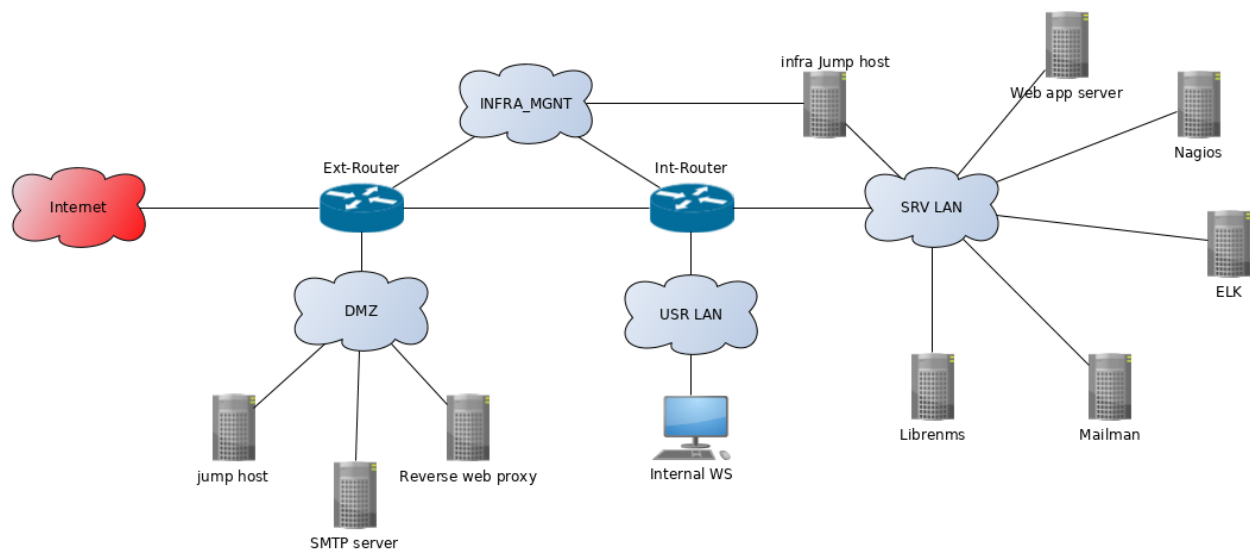 infra Jump host
Web app server
INFRA_MGNT
Nagios
Ext-Router
Int-Router
Internet
SRV LAN
ELK
DMZ
USR LAN
Librenms
Mailman
jump host
Reverse web proxy
Internal WS
SMTP server